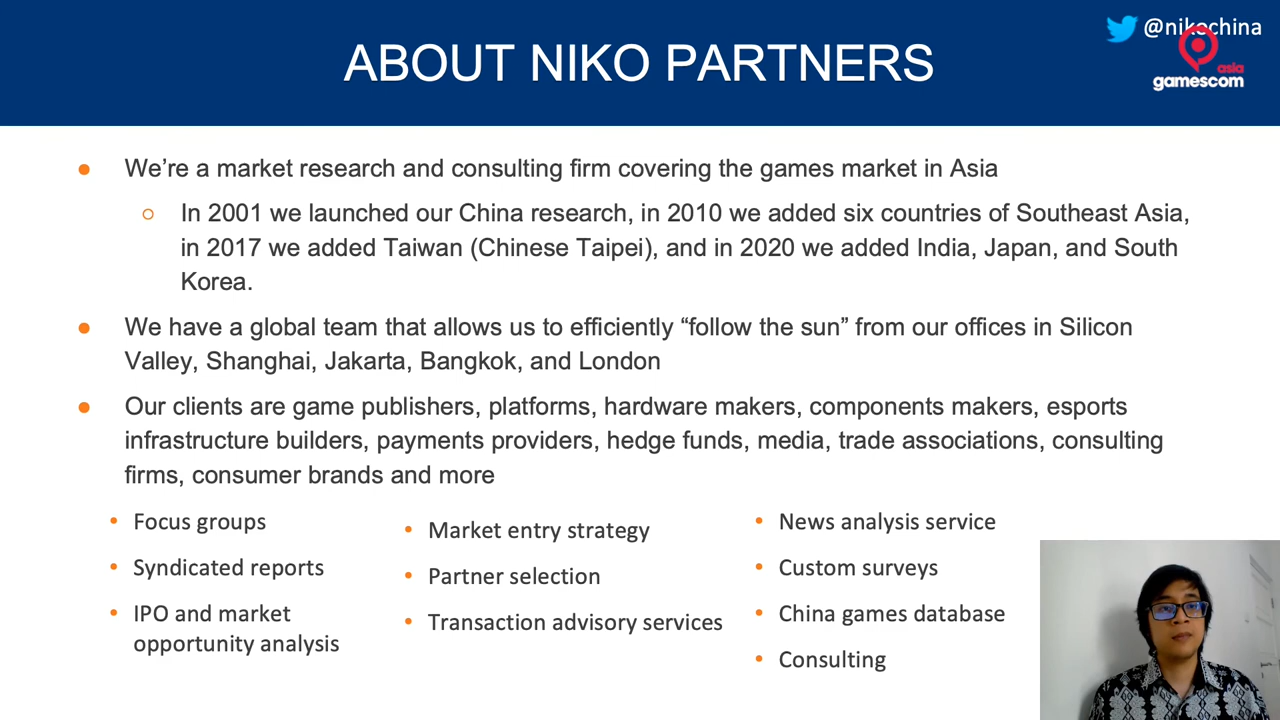 @nikochina
ABOUT NIKO PARTNERS
asia
gamescom
● We’re a market research and consulting firm covering the games market in Asia
○ In 2001 we launched our China research, in 2010 we added six countries of Southeast Asia,
in 2017 we added Taiwan (Chinese Taipei), and in 2020 we added India, Japan, and South
Korea.
● We have a global team that allows us to efficiently “follow the sun” from our offices in Silicon
Valley, Shanghai, Jakarta, Bangkok, and London
● Our clients are game publishers, platforms, hardware makers, components makers, esports
infrastructure builders, payments providers, hedge funds, media, trade associations, consulting
firms, consumer brands and more
• Focus groups
• Syndicated reports
• IPO and market
opportunity analysis
• Market entry strategy
• Partner selection
• Transaction advisory services
• News analysis service
• Custom surveys
• China games database
• Consulting